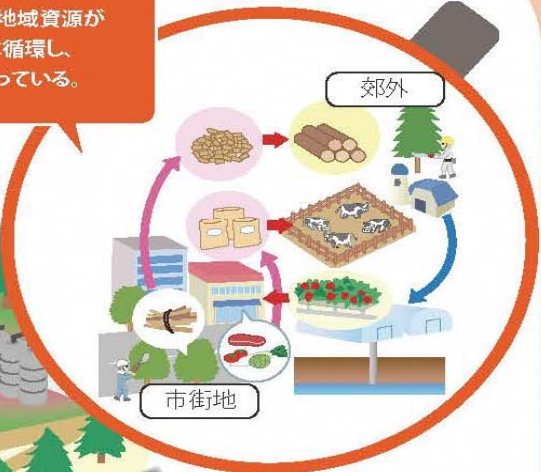 地域資源が
循環し、
っている。
郊外
市街地